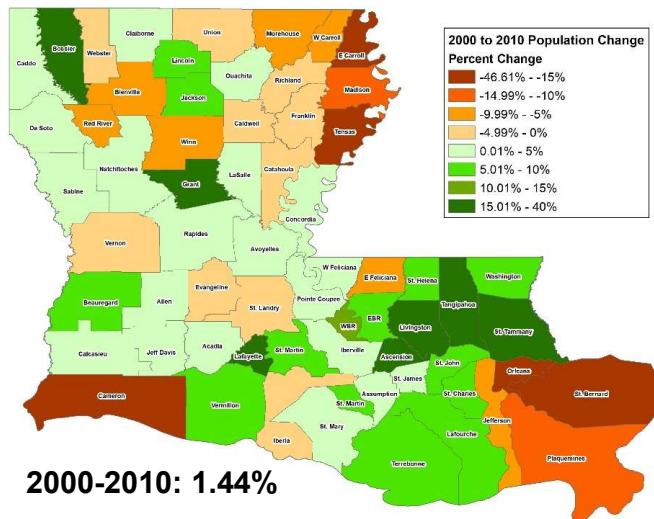 Claiborne
Union
Morehouse
W Carroll
E Carroll
Bossier
Webster
Caddo
Lincoln
Ouachita
Richland
Madison
Bienville
Jackson
Franklin
De Soto
Red River
Caldwell
Tensas
Winn
Natchitoches
Catahoula
LaSalle
Grant
Sabine
Concordia
Rapides
Vernon
Avoyelles
W Feliciana
E Feliciana
St. Helena
Washington
Evangeline
Tangipahoa
Beauregard
Allen
St. Landry
Pointe Coupee
WBR
EBR
Livingston
St. Tammany
Calcasieu
Jeff Davis
Acadia
Lafayette
St. Martin
Iberville
Ascension
St. John
Orleans
St. James
Cameron
Vermilion
St. Martin
Assumption
St. Charles
St. Bernard
Jefferson
Iberia
St. Mary
Lafourche
Terrebonne
Plaquemines
2000 to 2010 Population Change
Percent Change
-46.61% - -15%
-14.99% - -10%
-9.99% - -5%
-4.99% - 0%
0.01% - 5%
5.01% - 10%
10.01% - 15%
15.01% - 40%
2000-2010: 1.44%